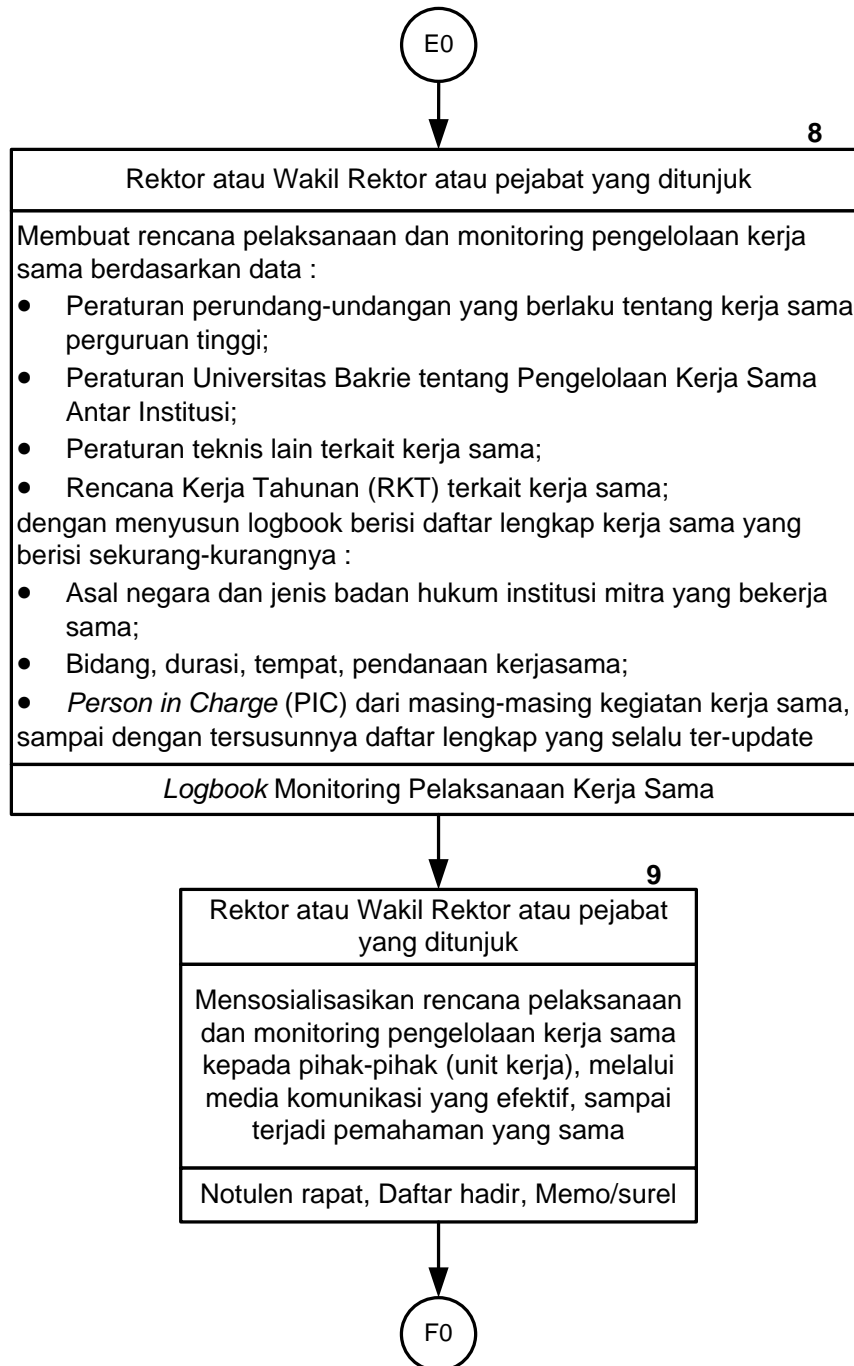 E0
8
Rektor atau Wakil Rektor atau pejabat yang ditunjuk
Membuat rencana pelaksanaan dan monitoring pengelolaan kerja
sama berdasarkan data :
● Peraturan perundang-undangan yang berlaku tentang kerja sama
perguruan tinggi;
● Peraturan Universitas Bakrie tentang Pengelolaan Kerja Sama
Antar Institusi;
● Peraturan teknis lain terkait kerja sama;
● Rencana Kerja Tahunan (RKT) terkait kerja sama;
dengan menyusun logbook berisi daftar lengkap kerja sama yang
berisi sekurang-kurangnya :
● Asal negara dan jenis badan hukum institusi mitra yang bekerja
sama;
● Bidang, durasi, tempat, pendanaan kerjasama;
● Person in Charge (PIC) dari masing-masing kegiatan kerja sama,
sampai dengan tersusunnya daftar lengkap yang selalu ter-update
Logbook Monitoring Pelaksanaan Kerja Sama
9
Rektor atau Wakil Rektor atau pejabat
yang ditunjuk
Mensosialisasikan rencana pelaksanaan
dan monitoring pengelolaan kerja sama
kepada pihak-pihak (unit kerja), melalui
media komunikasi yang efektif, sampai
terjadi pemahaman yang sama
Notulen rapat, Daftar hadir, Memo/surel
F0